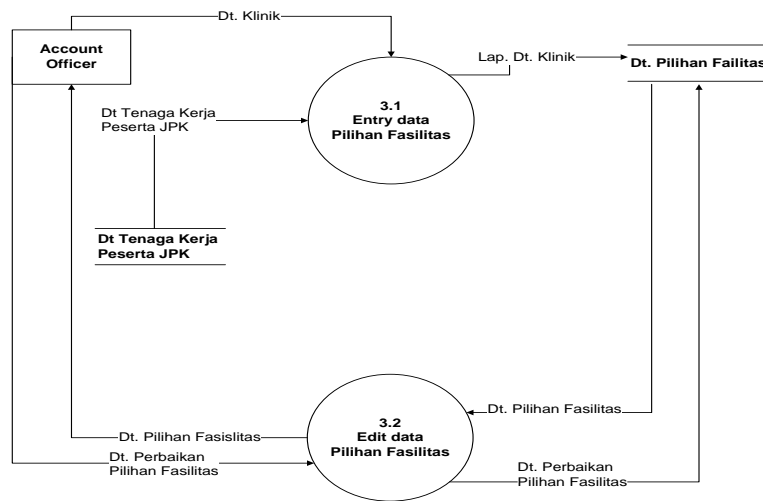 Dt. Klinik
Account
Officer
Lap. Dt. Klinik
Dt. Pilihan Failitas
3.1
Entry data
Pilihan Fasilitas
Dt Tenaga Kerja
Peserta JPK
Dt Tenaga Kerja
Peserta JPK
Dt. Pilihan Fasilitas
3.2
Edit data
Pilihan Fasilitas
Dt. Pilihan Fasislitas
Dt. Perbaikan
Pilihan Fasilitas
Dt. Perbaikan
Pilihan Fasilitas